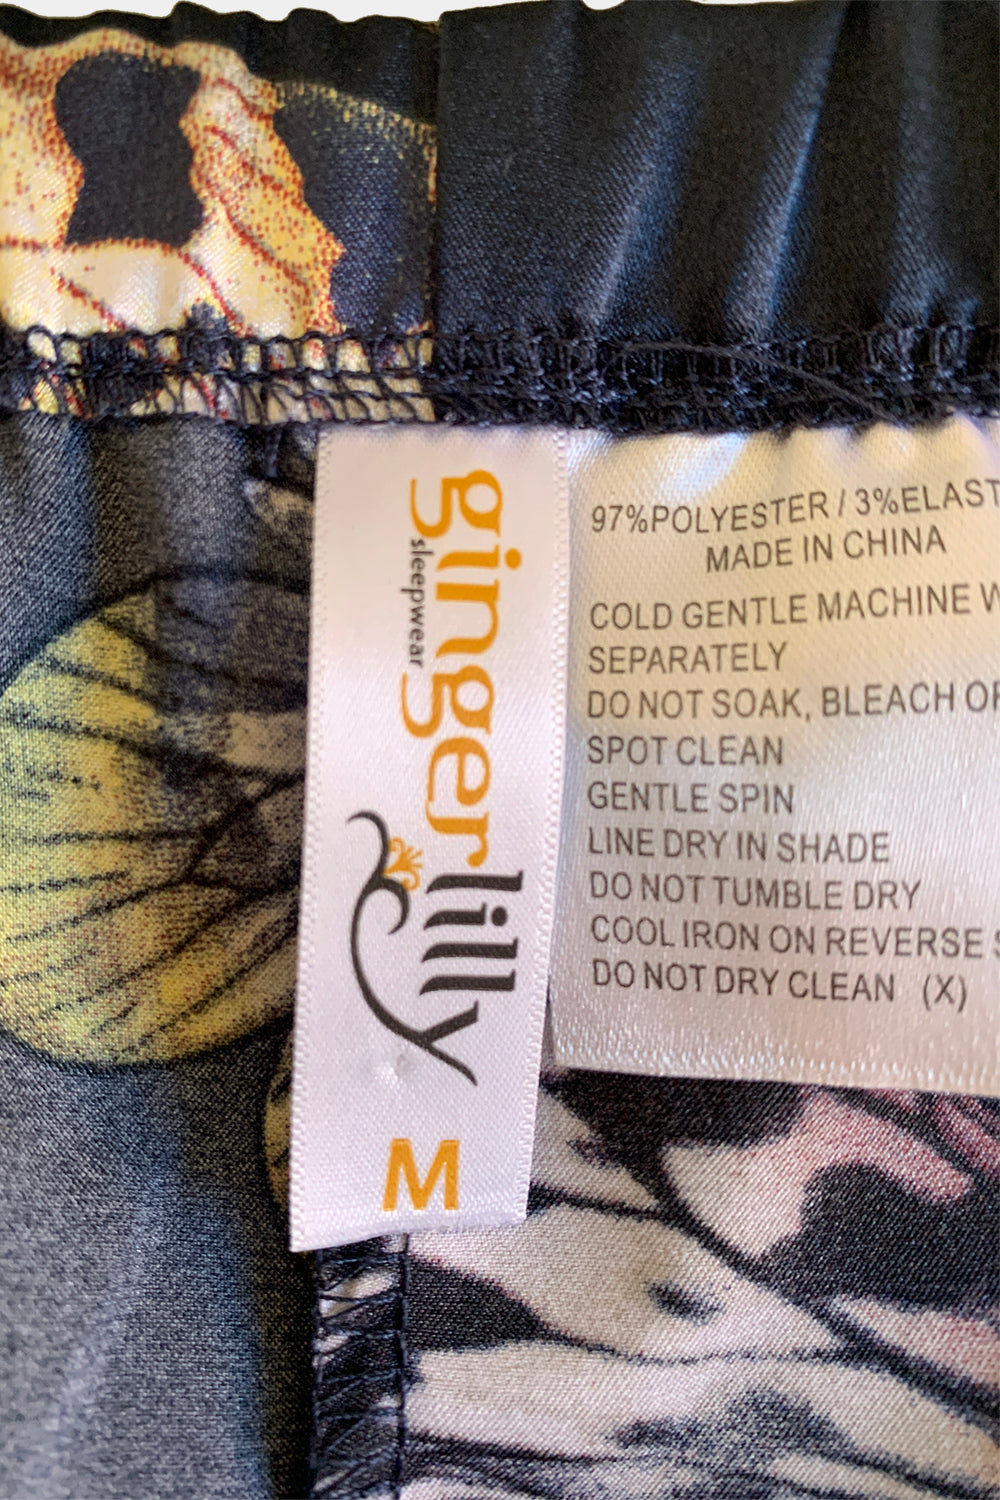 gingerlilly
sleepwear
M
97%POLYESTER / 3%ELAST
MADE IN CHINA
COLD GENTLE MACHINE W
SEPARATELY
DO NOT SOAK, BLEACH OR
SPOT CLEAN
GENTLE SPIN
LINE DRY IN SHADE
DO NOT TUMBLE DRY
COOL IRON ON REVERSE S
DO NOT DRY CLEAN (X)